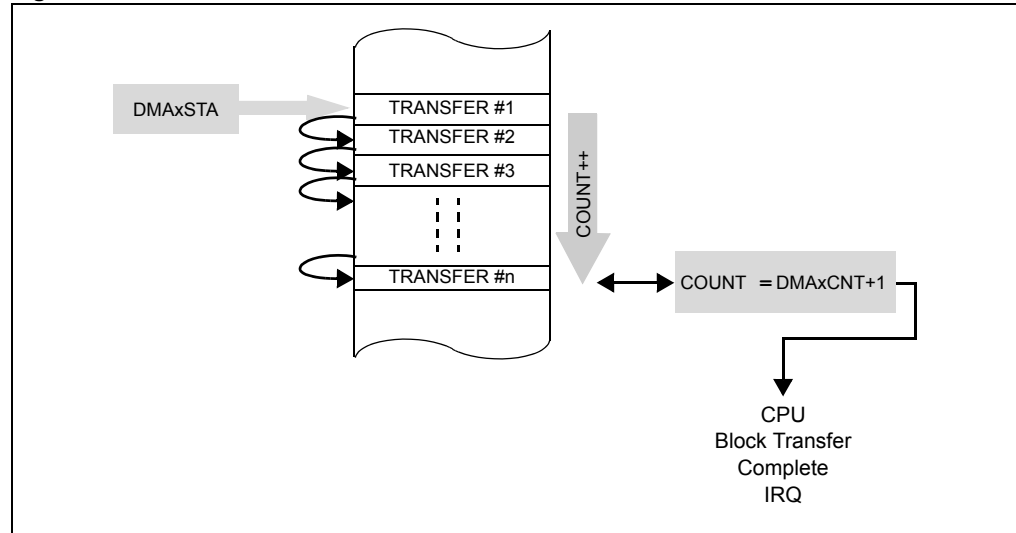 DMAxSTA
TRANSFER #1
TRANSFER #2
TRANSFER #3
COUNT++
TRANSFER #n
COUNT = DMAxCNT+1
CPU
Block Transfer
Complete
IRQ